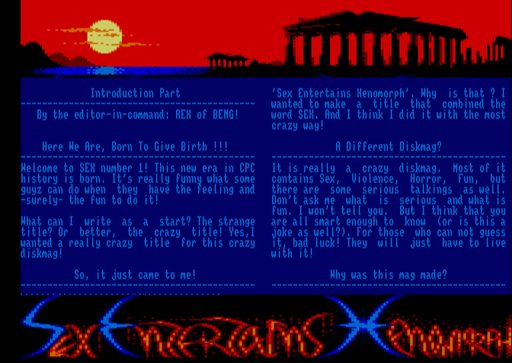 Introduction Part
By the editor-in-command: REX of BENG!
Here We Are, Born To Give Birth !!!
Welcome to SEX number 1! This new era in CPC
history is born. It's really funny what some
guyz can do when they have the feeling and
-surely- the fun to do it!
What can I write as a start? The strange
title? Or better, the crazy title! Yes,I
wanted a really crazy title for this crazy
diskmag!
So, it just came to me!
'Sex Entertains Xenomorph'. Why is that ? I
wanted to make a title that combined the
word SEX. And I think I did it with the most
crazy way!
A Different Diskmag?
It is really a crazy diskmag. Most of it
contains Sex, Violence, Horror, Fun, but
there are some serious talkings as well.
Don't ask me what is serious and what is
fun. I won't tell you. But I think that you
are all smart enough to know (or is this a
joke as well?). For those who can not guess
it, bad luck! They will just have to live
with it!
Why was this mag made?
Sex Entertains Xenomorph